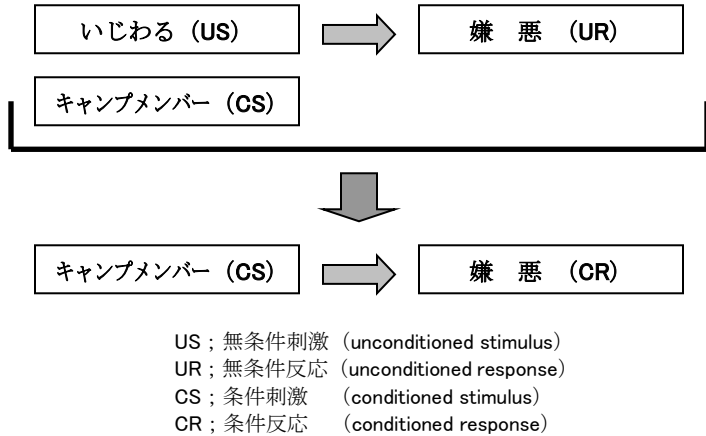 いじわる（US） 嫌　悪　（UR）
キャンプメンバー（CS）
キャンプメンバー（CS） 嫌　悪　（CR）
US；無条件刺激（unconditioned stimulus）
UR；無条件反応（unconditioned response）
CS；条件刺激　（conditioned stimulus）
CR；条件反応　（conditioned response）